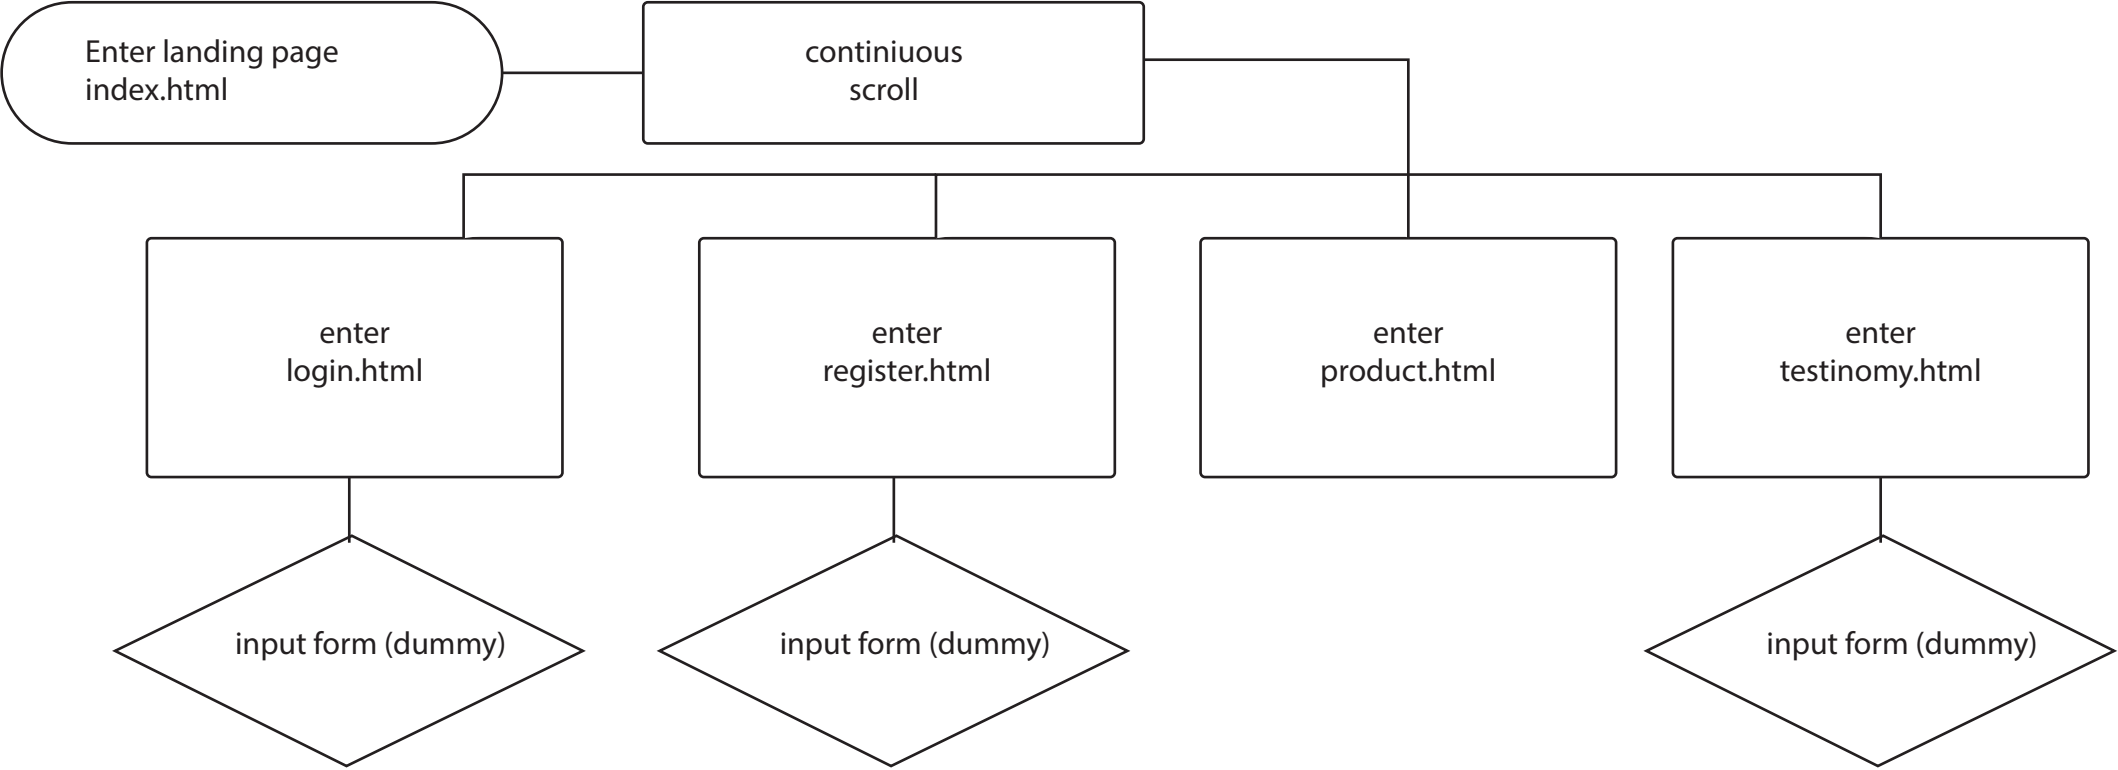 Enter landing page
index.html
continiuous
scroll
enter
login.html
enter
register.html
enter
product.html
enter
testinomy.html
input form (dummy)
input form (dummy)
input form (dummy)